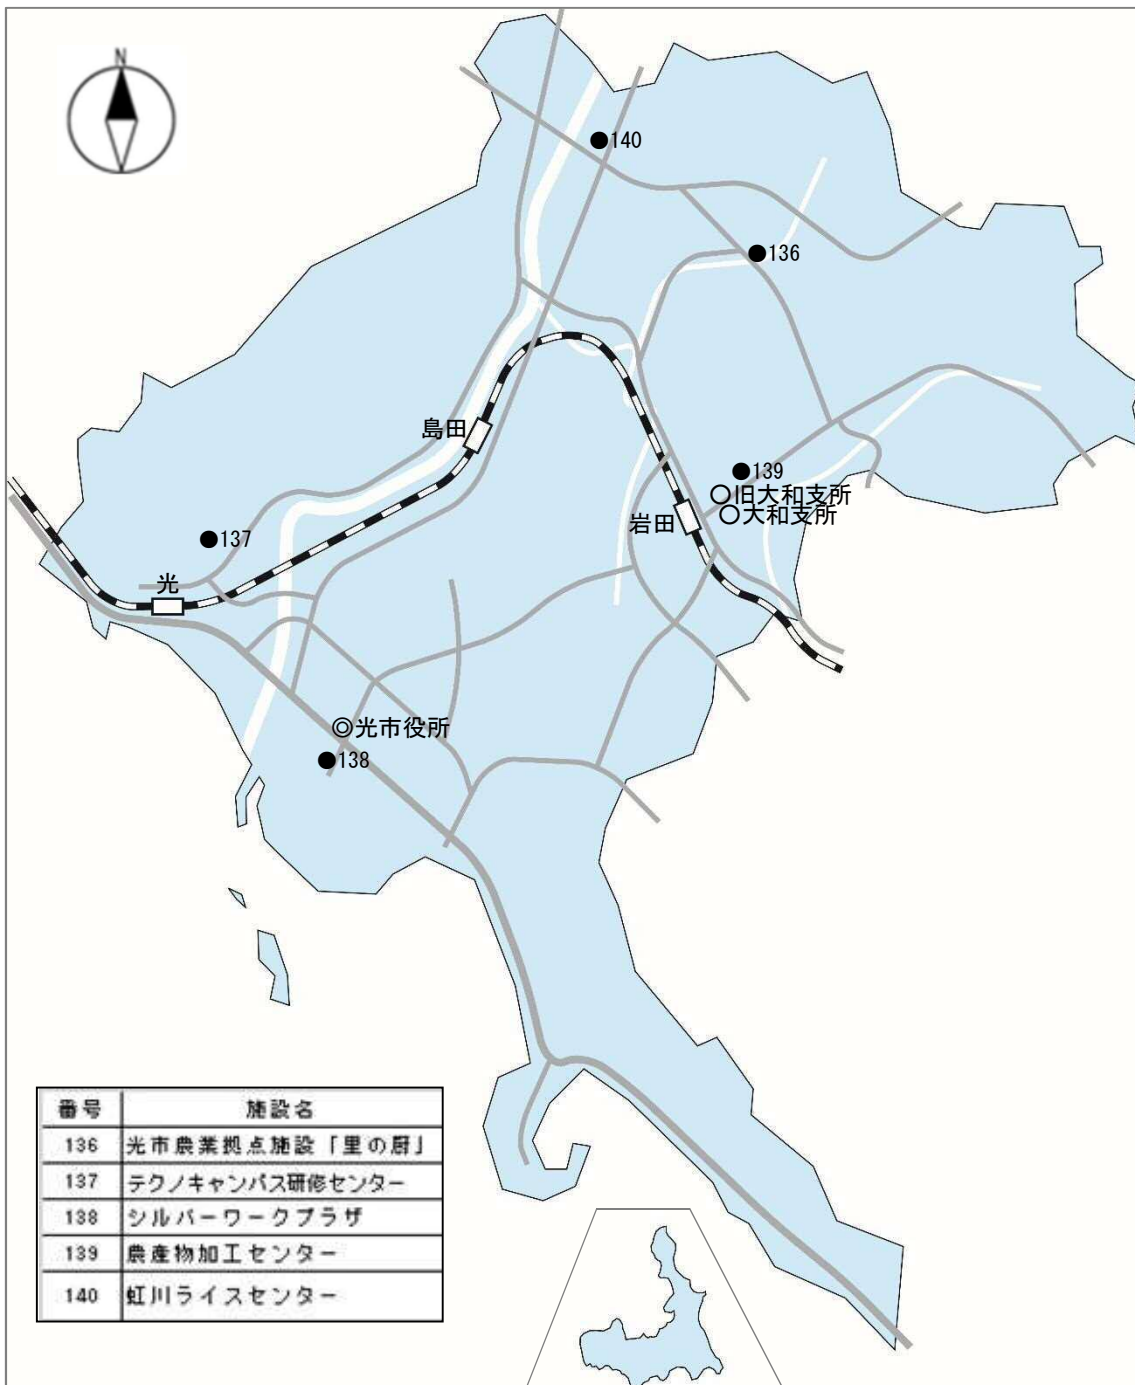 N
●140
●136
島田
●139
○旧大和支所
○大和支所
岩田
●137
光
◎光市役所
●138
番号 施設名
136 光市農業拠点施設「里の厨」
137 テクノキャンパス研修センター
138 シルバーワークプラザ
139 農産物加工センター
140 虹川ライスセンター